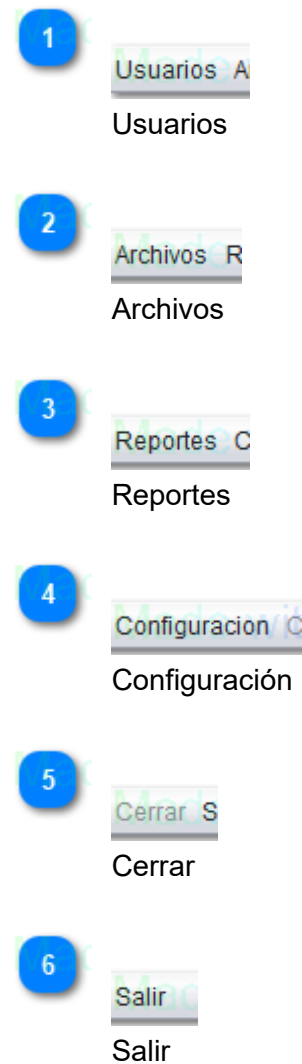 1
Usuarios A
Usuarios
2
Archivos R
Archivos
3
Reportes C
Reportes
4
Configuracion C
Configuración
5
Cerrar S
Cerrar
6
Salir
Salir